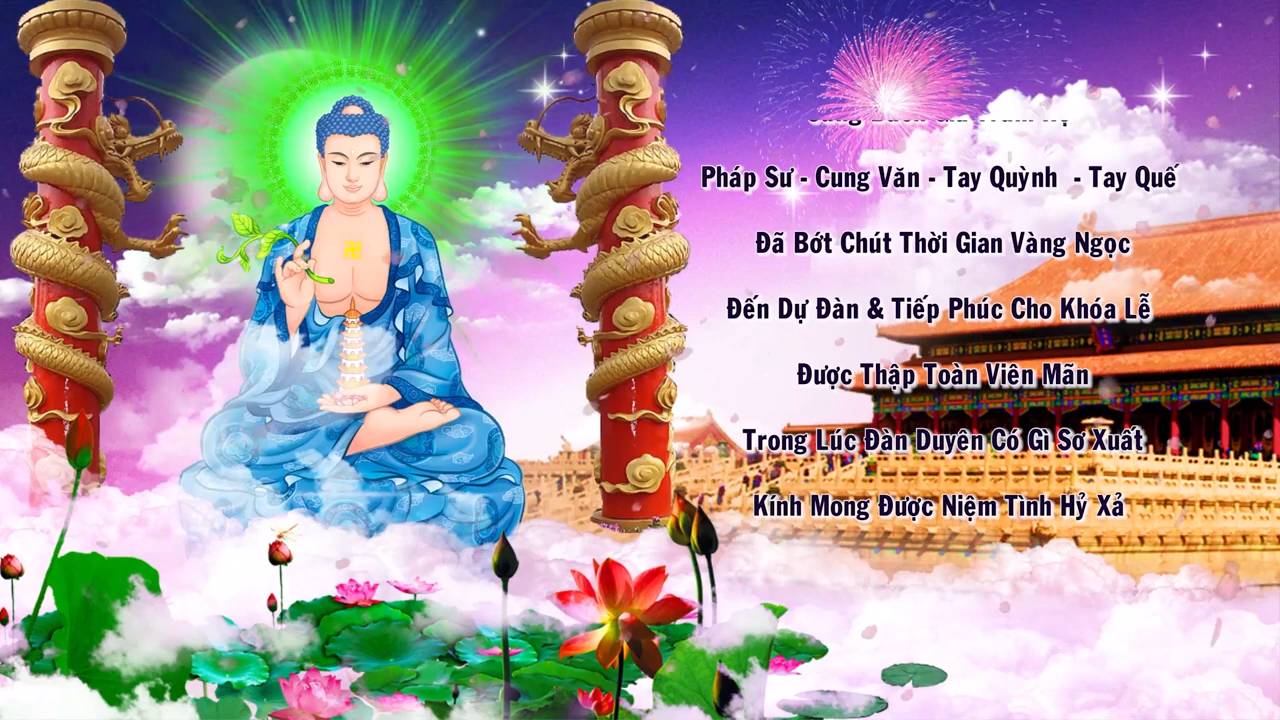 Pháp Sư - Cung Văn - Tay Quỳnh - Tay Quế
Đã Bớt Chút Thời Gian Vàng Ngọc
Đến Dự Đàn & Tiếp Phúc Cho Khóa Lễ
Được Thập Toàn Viên Mãn
Trong Lúc Đàn Duyên Có Gì Sơ Xuất
Kính Mong Được Niệm Tình Hỷ Xả